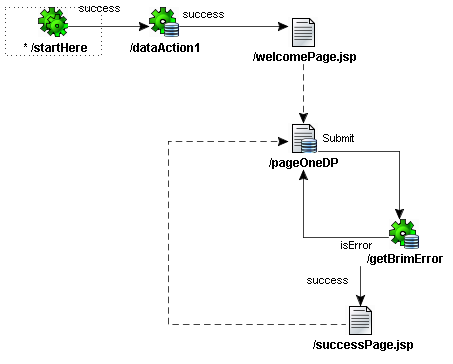 success
success
* /startHere
/dataAction1
/welcomePage.jsp
Submit
/pageOneDP
isError
/getBrimError
success
/successPage.jsp